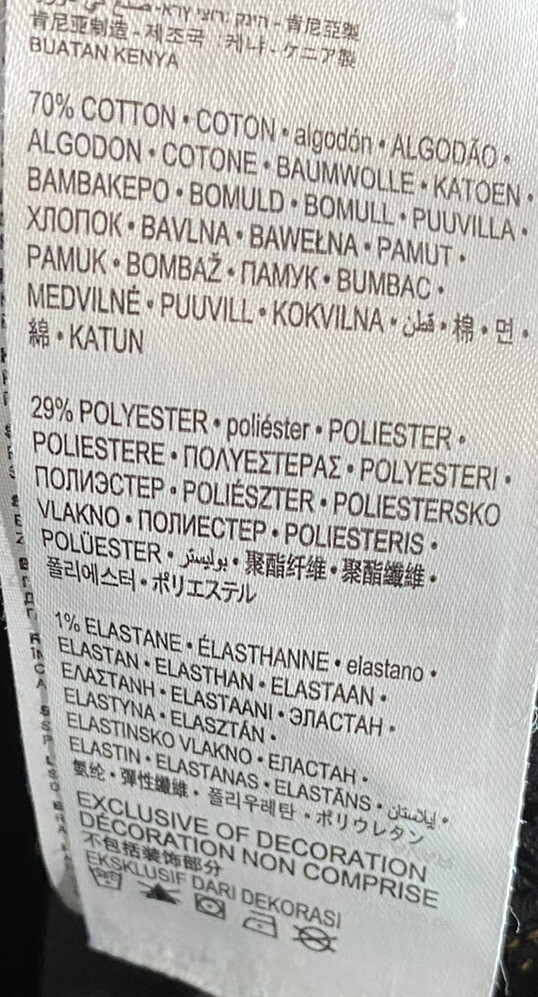 肯尼亞製
肯尼亚制造 - 제조국 : 케냐 - ケニア製
BUATAN KENYA
70% COTTON • COTON • algodón • ALGODÃO •
ALGODON • COTONE • BAUMWOLLE • KATOEN •
ΒΑΜΒΑΚΕΡΟ • BOMULD • BOMULL • PUUVILLA •
ХЛОПОК • BAVLNA • BAWEŁNA • PAMUT •
PAMUK • BOMBAŽ • ПАМУК • BUMBAC •
MEDVILNĖ • PUUVILL • KOKVILNA • قطن • 棉 • 면 •
綿 • KATUN
29% POLYESTER • poliéster • POLIESTER •
POLIESTERE • ΠΟΛΥΕΣΤΕΡΑΣ • POLYESTERI •
ПОЛИЭСТЕР • POLIÉSZTER • POLIESTERSKO
VLAKNO • ПОЛИЕСТЕР • POLIESTERIS •
POLÜESTER • بوليستر • 聚酯纤维 • 聚酯纖維 •
폴리에스터 • ポリエステル
1% ELASTANE • ÉLASTHANNE • elastano •
ELASTAN • ELASTHAN • ELASTAAN •
ΕΛΑΣΤΑΝΗ • ELASTAANI • ЭЛАСТАН •
ELASTYNA • ELASZTÁN •
ELASTINSKO VLAKNO • ЕЛАСТАН •
ELASTIN • ELASTANAS • ELASTĀNS • إيلاستان •
氨纶 • 彈性纖維 • 폴리우레탄 • ポリウレタン
EXCLUSIVE OF DECORATION
DÉCORATION NON COMPRISE
不包括装饰部分
EKSKLUSIF DARI DEKORASI